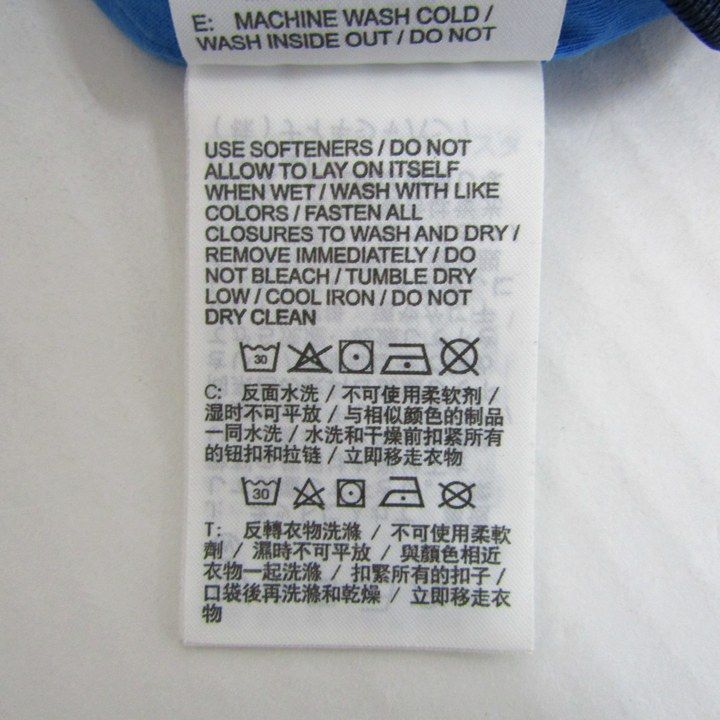 E: MACHINE WASH COLD /
WASH INSIDE OUT / DO NOT
USE SOFTENERS / DO NOT
ALLOW TO LAY ON ITSELF
WHEN WET / WASH WITH LIKE
COLORS / FASTEN ALL
CLOSURES TO WASH AND DRY /
REMOVE IMMEDIATELY / DO
NOT BLEACH / TUMBLE DRY
LOW / COOL IRON / DO NOT
DRY CLEAN
30
C: 反面水洗 / 不可使用柔软剂 /
湿时不可平放 / 与相似颜色的制品
一同水洗 / 水洗和干燥前扣紧所有
的钮扣和拉链 / 立即移走衣物
30
T: 反轉衣物洗滌 / 不可使用柔軟
劑 / 濕時不可平放 / 與顏色相近
衣物一起洗滌 / 扣緊所有的扣子 /
口袋後再洗滌和乾燥 / 立即移走衣
物